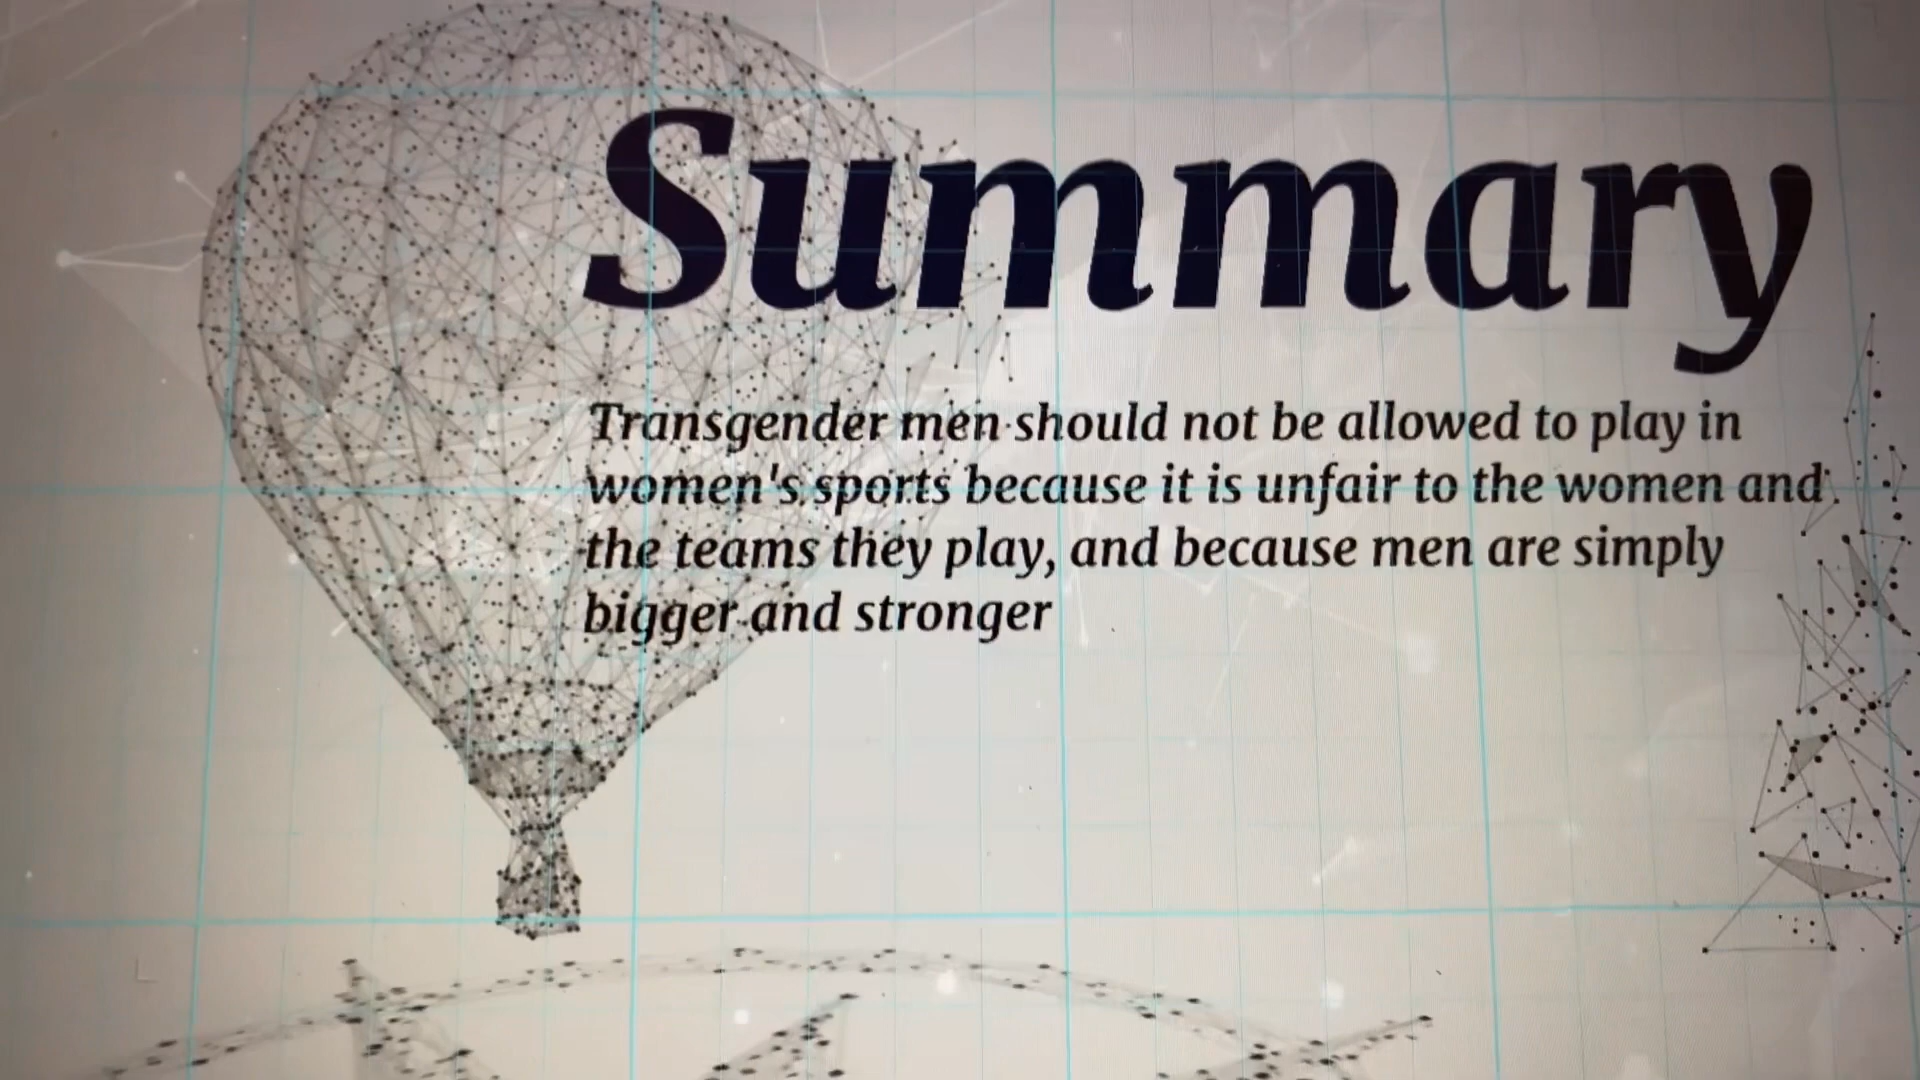 Summary
Transgender men should not be allowed to play in
women's sports because it is unfair to the women and
the teams they play, and because men are simply
bigger and stronger